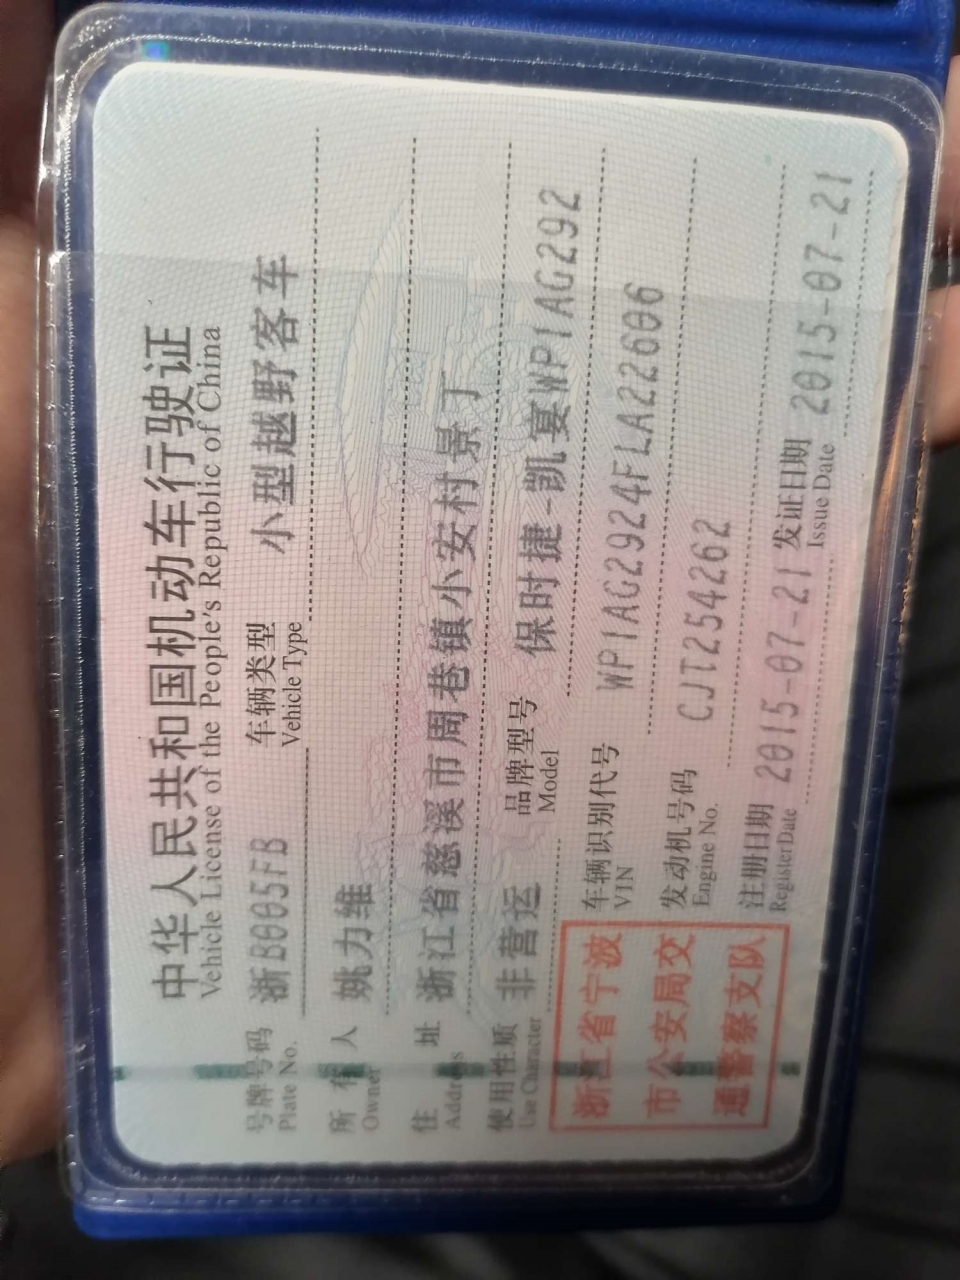 中华人民共和国机动车行驶证
Vehicle License of the People's Republic of China
号牌号码 浙B005FB 车辆类型 小型越野客车
Plate No. Vehicle Type
所有人 姚力维
Owner
住址 浙江省慈溪市周巷镇小安村景丁
Address
使用性质 非营运 品牌型号 保时捷-凯宴WP1AG292
Use Character Model
浙江省宁波
市公安局交
通警察支队
车辆识别代号 WP1AG2924FLA22606
VIN
发动机号码 CJT254262
Engine No.
注册日期 2015-07-21 发证日期 2015-07-21
RegisterDate Issue Date